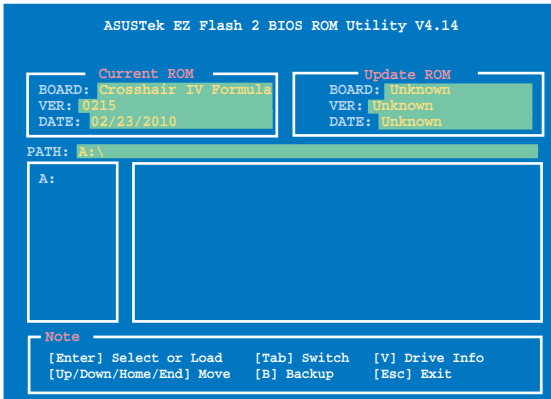 ASUSTek EZ Flash 2 BIOS ROM Utility V4.14
Current ROM
BOARD: Crosshair IV Formula
VER: 0215
DATE: 02/23/2010
Update ROM
BOARD: Unknown
VER: Unknown
DATE: Unknown
PATH: A:\
A:
Note
[Enter] Select or Load [Tab] Switch [V] Drive Info
[Up/Down/Home/End] Move [B] Backup [Esc] Exit